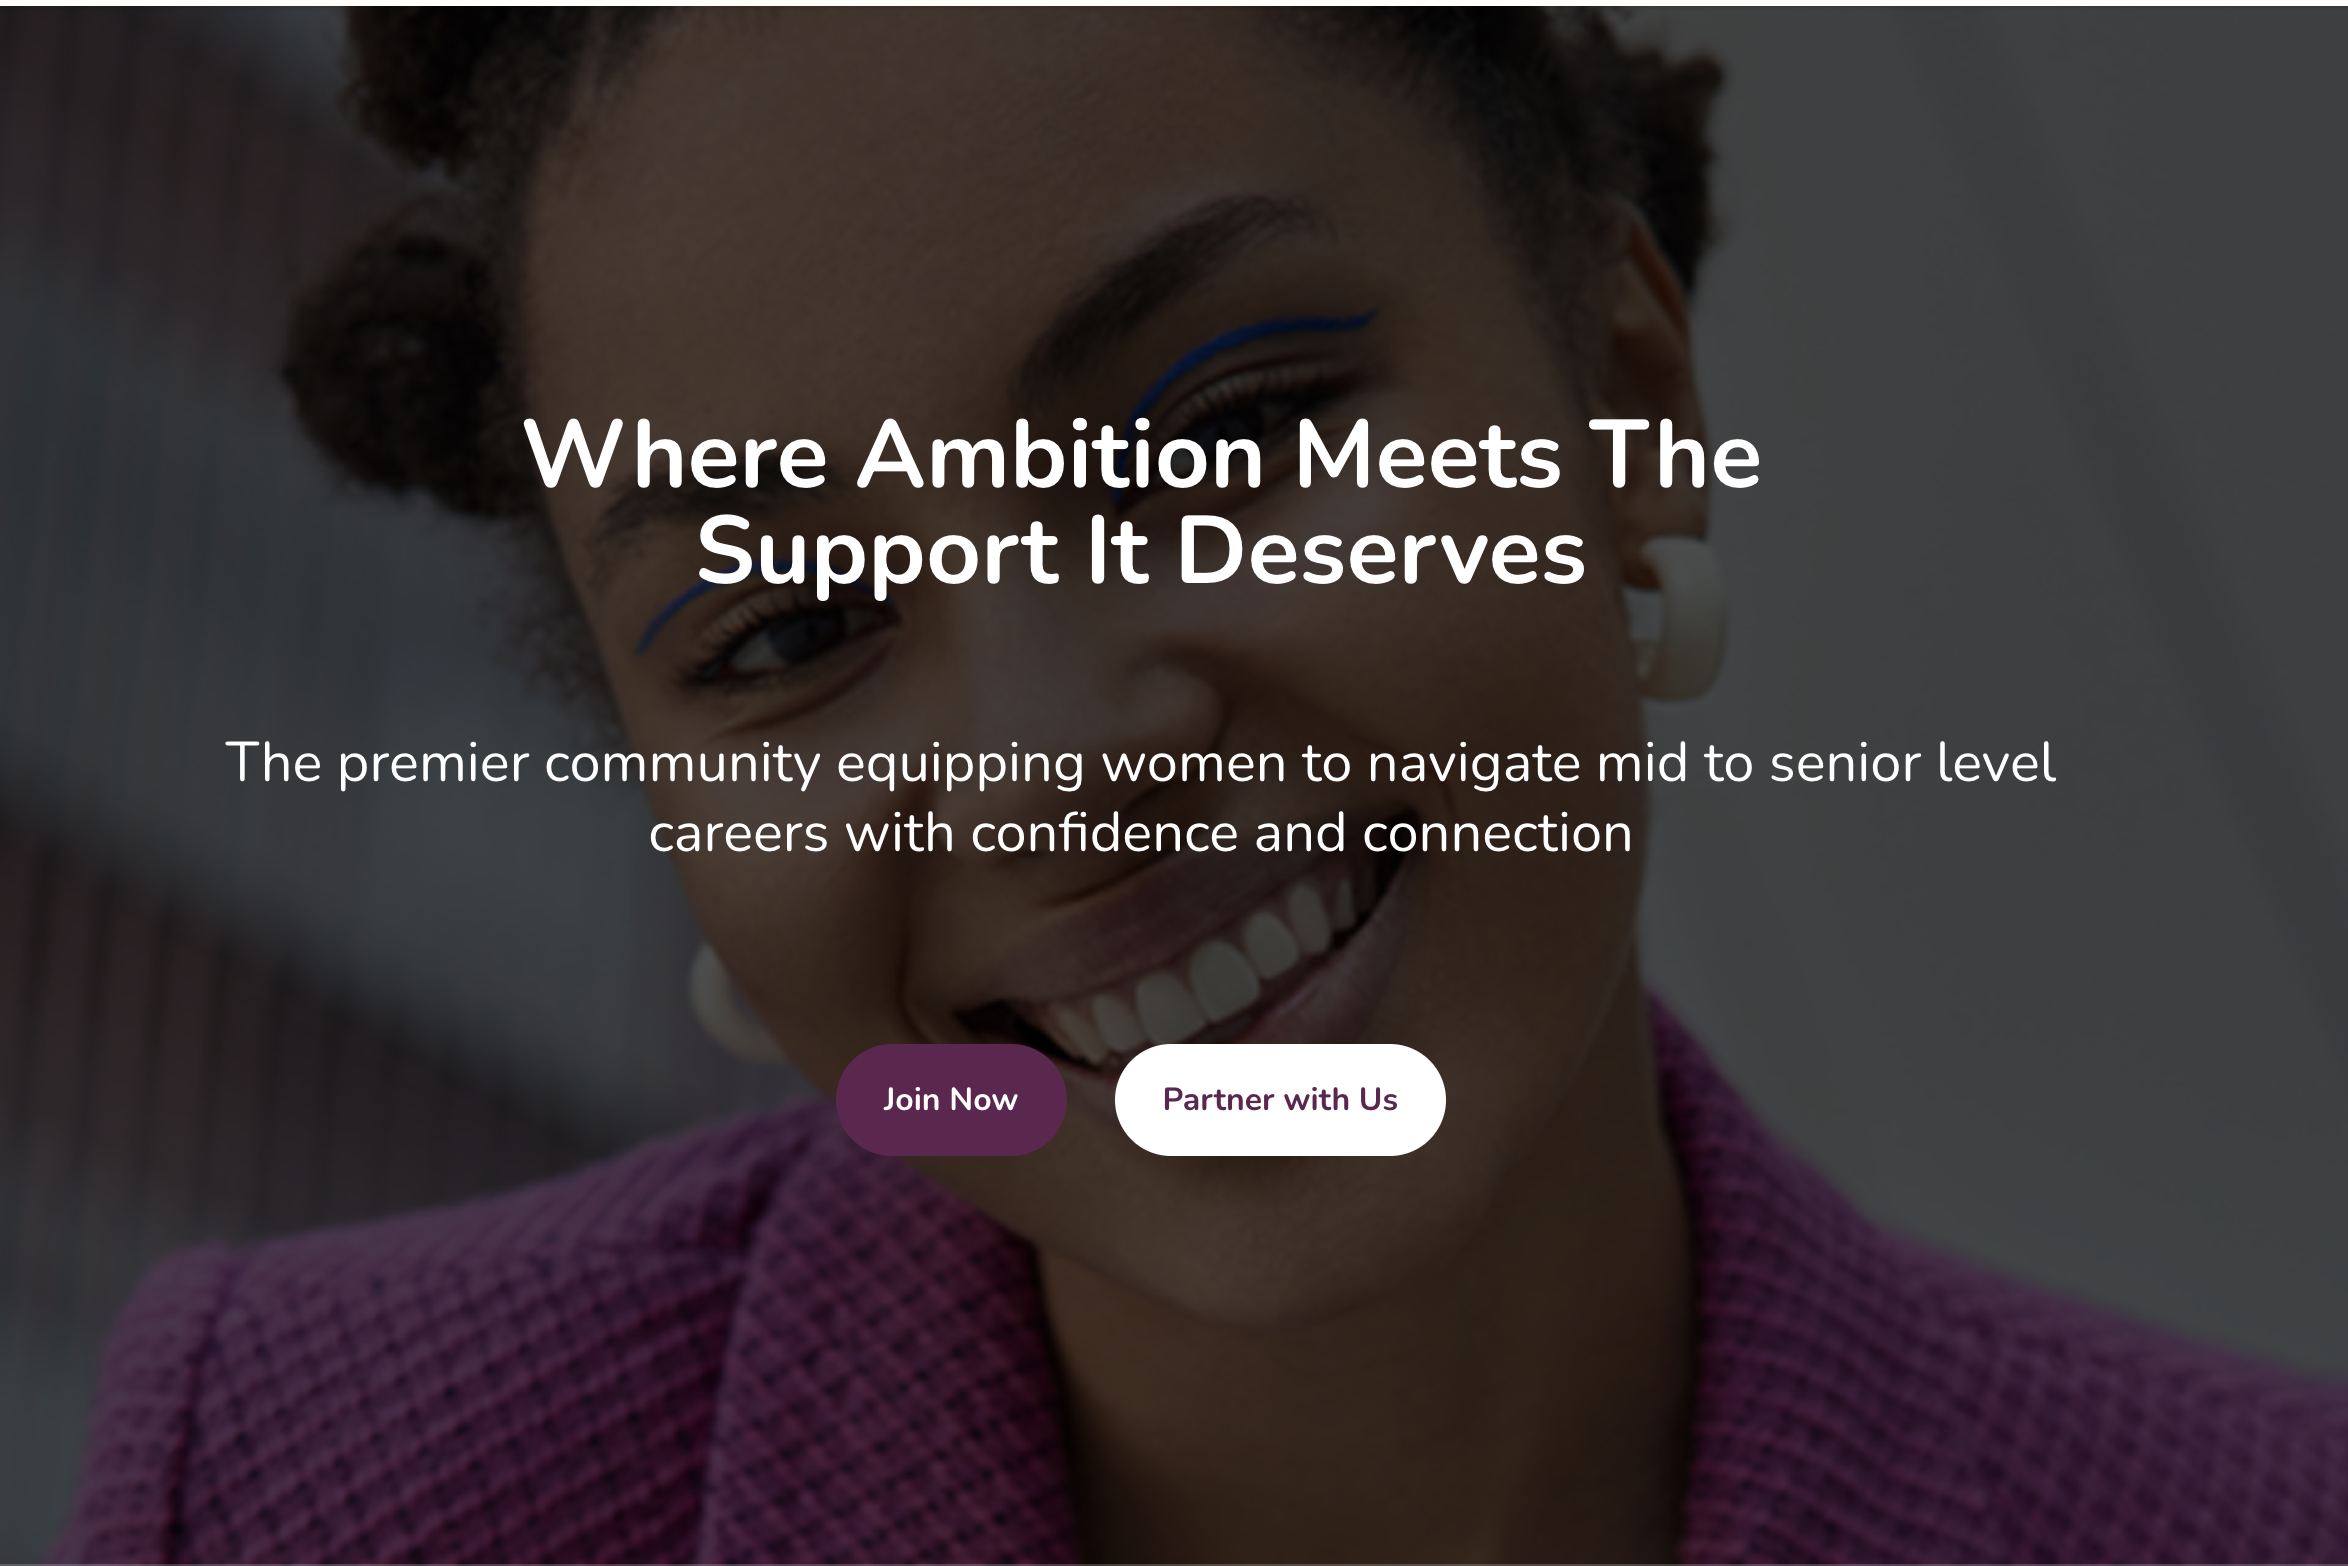 Where Ambition Meets The
Support It Deserves
The premier community equipping women to navigate mid to senior level
careers with confidence and connection
Join Now
Partner with Us